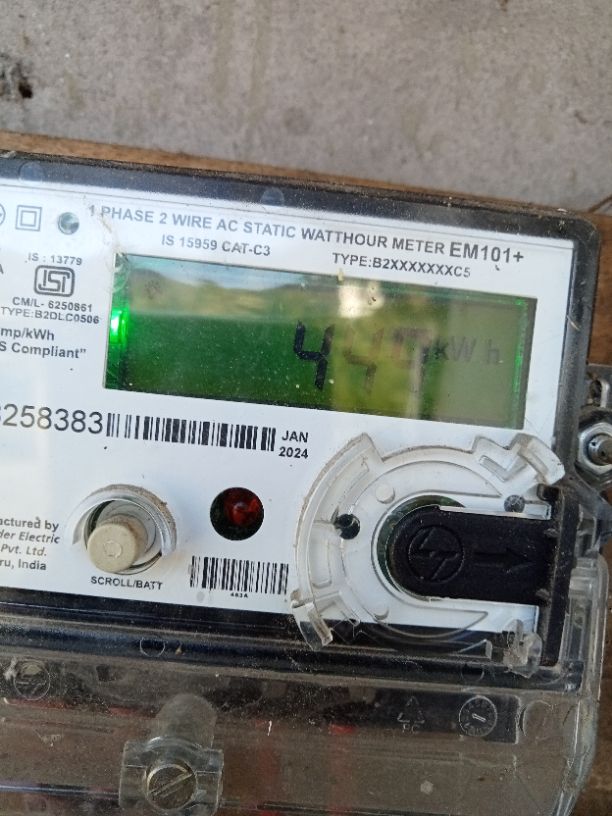 1 PHASE 2 WIRE AC STATIC WATTHOUR METER EM101+
IS 15959 CAT-C3
TYPE:B2XXXXXXXC5
IS : 13779
ISI
CM/L- 6250861
TYPE:B2DLC0506
mp/kWh
S Compliant"
kWh
258383
JAN
2024
SCROLL/BATT
actured by
der Electric
Pvt. Ltd.
ru, India
PC